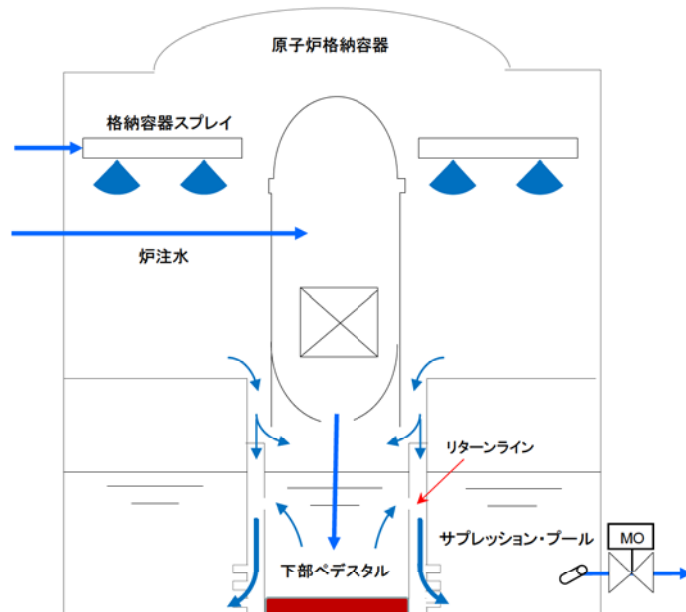 原子炉格納容器
格納容器スプレイ
炉注水
リターンライン
サプレッション・プール
MO
下部ペデスタル